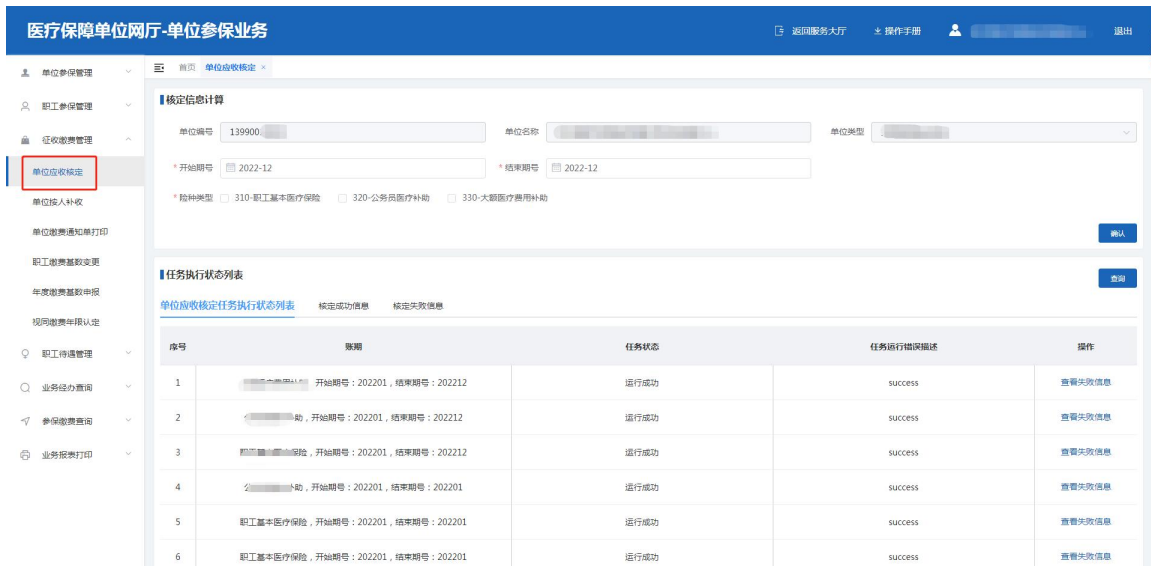 医疗保障单位网厅-单位参保业务
返回服务大厅 操作手册 退出
单位参保管理
职工参保管理
征收缴费管理
单位应收核定
单位按人补收
单位缴费通知单打印
职工缴费基数变更
年度缴费基数申报
视同缴费年限认定
职工待遇管理
业务经办查询
参保缴费查询
业务报表打印
首页 单位应收核定 ×
核定信息计算
单位编号 139900 单位名称 单位类型
* 开始期号 2022-12 * 结束期号 2022-12
* 险种类型 310-职工基本医疗保险 320-公务员医疗补助 330-大额医疗费用补助
确认
任务执行状态列表 查询
单位应收核定任务执行状态列表 核定成功信息 核定失败信息
序号 账期 任务状态 任务运行错误描述 操作
1 开始期号：202201，结束期号：202212 运行成功 success 查看失败信息
2 助，开始期号：202201，结束期号：202212 运行成功 success 查看失败信息
3 保险，开始期号：202201，结束期号：202212 运行成功 success 查看失败信息
4 助，开始期号：202201，结束期号：202201 运行成功 success 查看失败信息
5 职工基本医疗保险，开始期号：202201，结束期号：202201 运行成功 success 查看失败信息
6 职工基本医疗保险，开始期号：202201，结束期号：202201 运行成功 success 查看失败信息